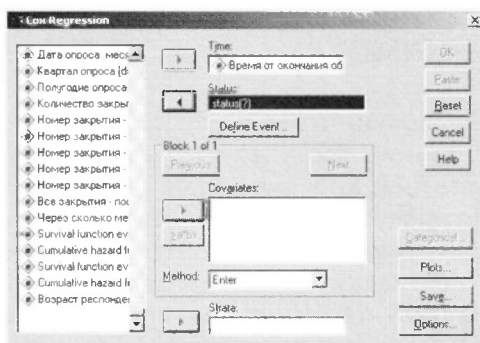 Cox Regression
Дата опроса месяц
Квартал опроса [d
Полугодие опроса
Количество закры
Номер закрытия -
Номер закрытия -
Номер закрытия -
Номер закрытия -
Номер закрытия -
Все закрытия - пос
Через сколько ме
Survival function ev
Cumulative hazard fu
Survival function ev
Cumulative hazard f
Возраст респонден
Time:
Время от окончания об
Status:
status(?)
Define Event...
Block 1 of 1
Previous
Next
Covariates:
>a*b>
Method:
Enter
Strata:
OK
Paste
Reset
Cancel
Help
Categorical...
Plots...
Save...
Options...